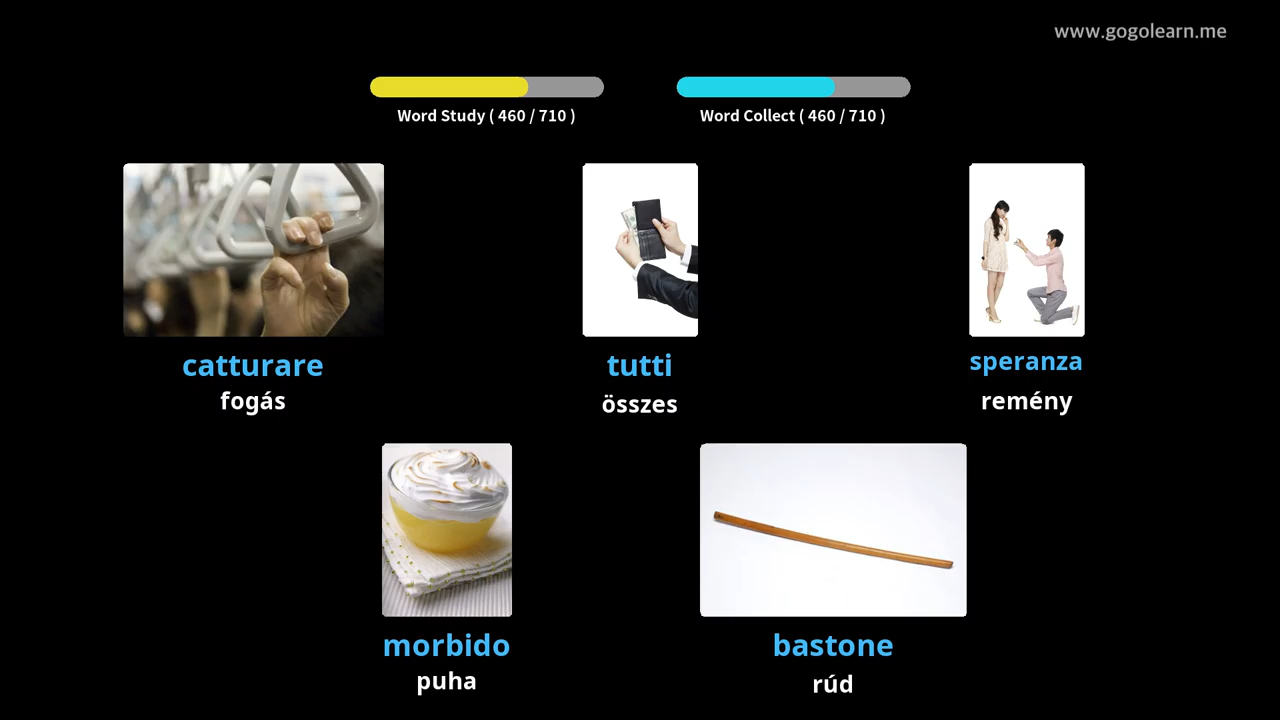 www.gogolearn.me
Word Study ( 460 / 710 )
Word Collect ( 460 / 710 )
catturare
fogás
tutti
összes
speranza
remény
morbido
puha
bastone
rúd